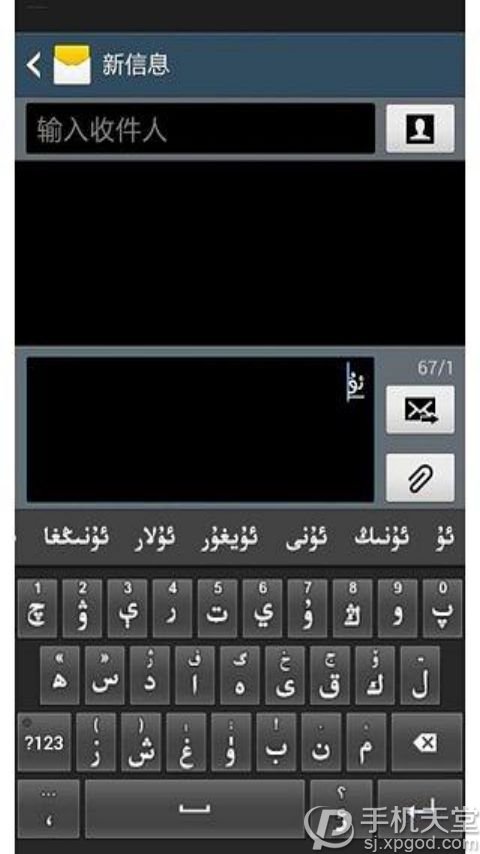 新信息
输入收件人
67/1
ئۇ
ئۇ ئۇنىڭ ئۇنى ئۇيغۇر ئۇلار ئۇنىڭغا
1 2 3 4 5 6 7 8 9 0
چ ۋ ې ر ت ي ۇ ڭ و پ
« » ژ ف گ خ ج ۆ -
ھ س د ا ە ى ق ك ل
( ) : ; ! . .
?123 ز ش غ ۈ ب ن م
... ؟
،
手机天堂
sj.xpgod.com